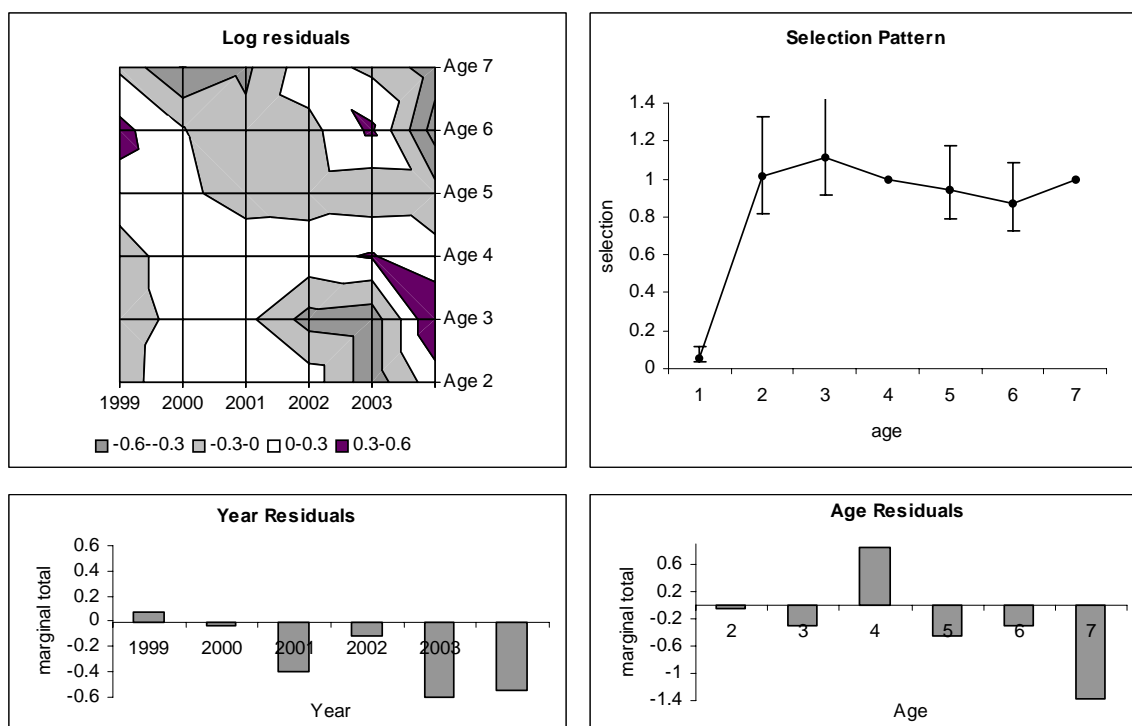 Log residuals
Age 7
Age 6
Age 5
Age 4
Age 3
Age 2
1999 2000 2001 2002 2003
-0.6--0.3 -0.3-0 0-0.3 0.3-0.6
Selection Pattern
selection
1.4
1.2
1
0.8
0.6
0.4
0.2
0
1 2 3 4 5 6 7
age
Year Residuals
marginal total
0.6
0.4
0.2
0
-0.2
-0.4
-0.6
1999 2000 2001 2002 2003
Year
Age Residuals
marginal total
0.6
0.2
-0.2
-0.6
-1
-1.4
2 3 4 5 6 7
Age